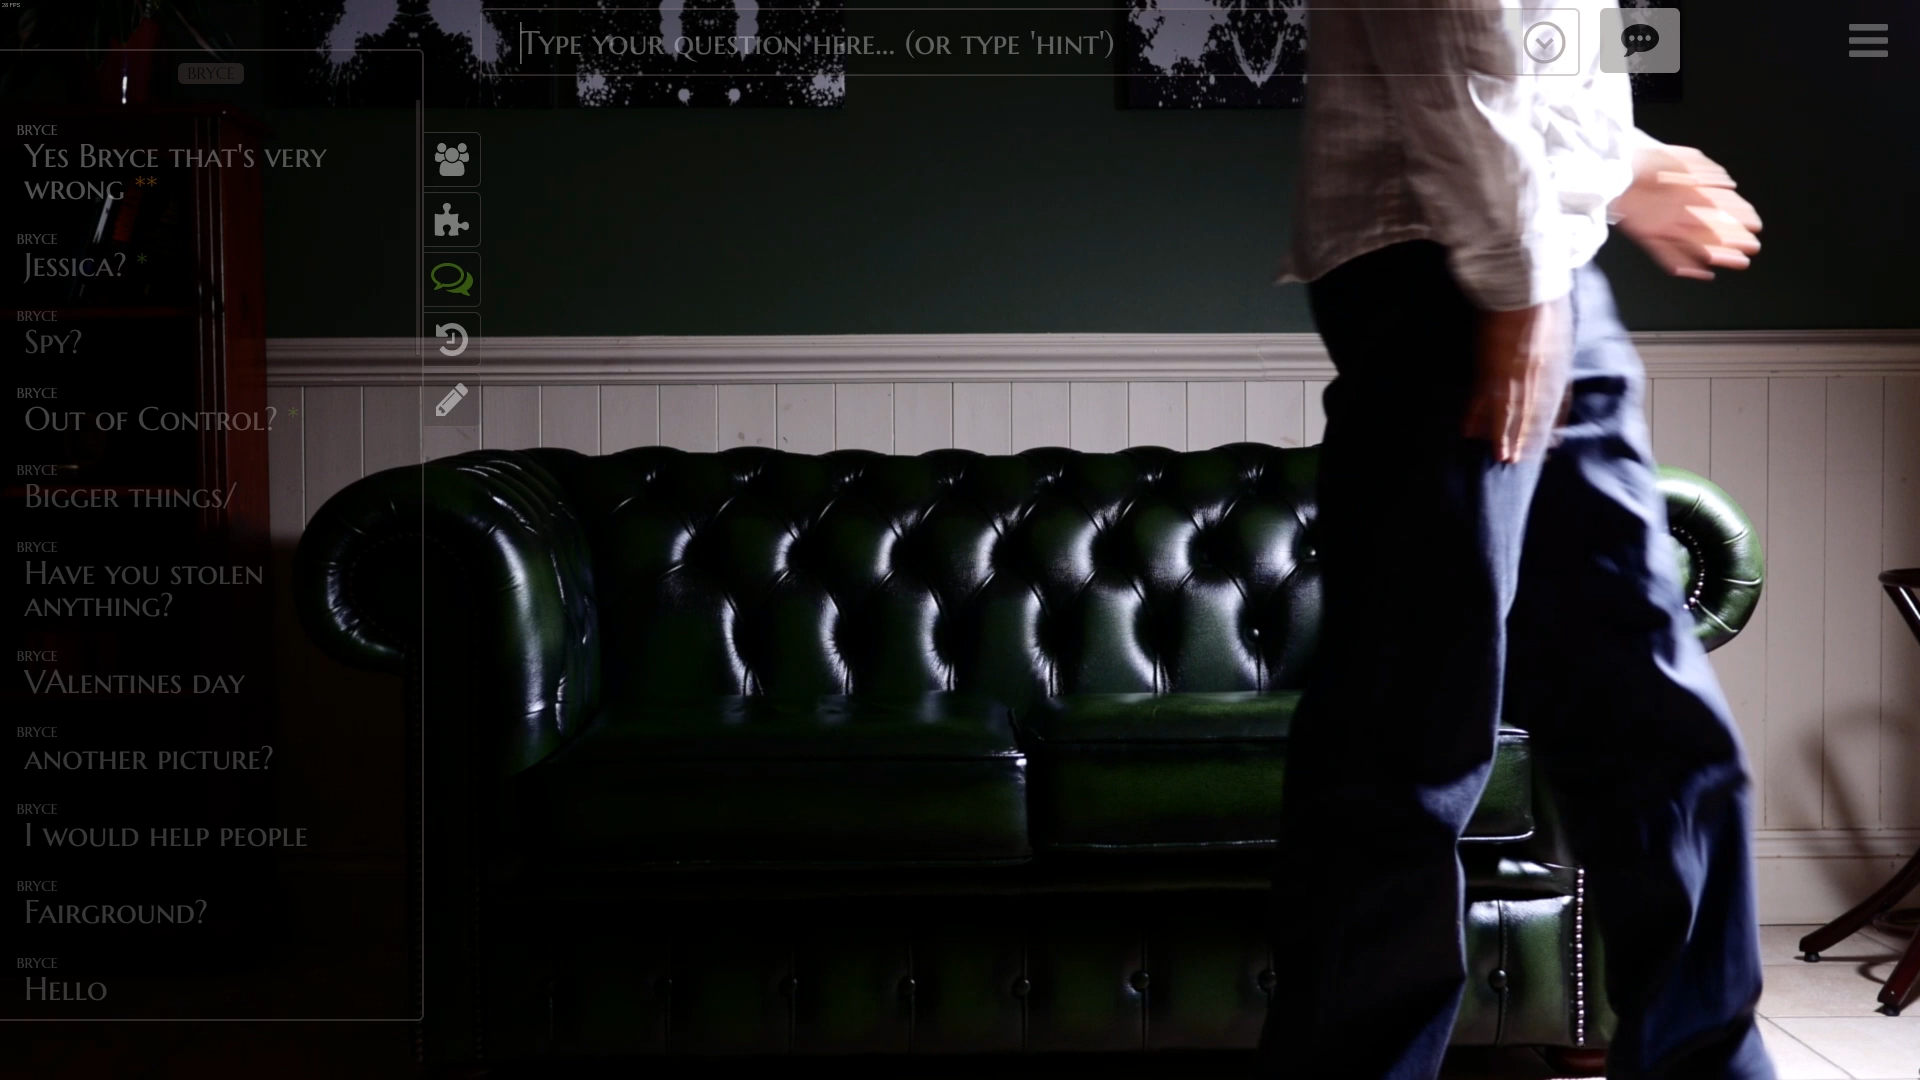 28 FPS
Type your question here... (or type 'hint')
BRYCE
BRYCE
Yes Bryce that's very
wrong **
BRYCE
Jessica? *
BRYCE
Spy?
BRYCE
Out of Control? *
BRYCE
Bigger things/
BRYCE
Have you stolen
anything?
BRYCE
VAlentines day
BRYCE
another picture?
BRYCE
I would help people
BRYCE
Fairground?
BRYCE
Hello